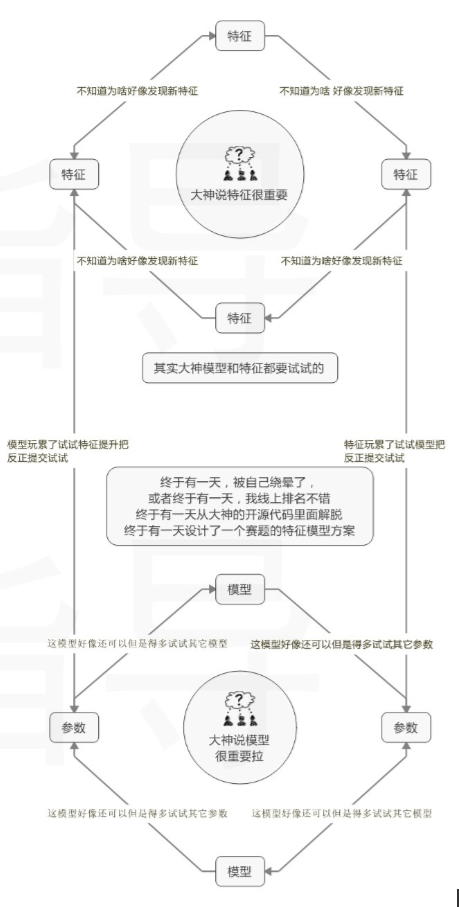 特征
不知道为啥好像发现新特征
不知道为啥 好像发现新特征
特征
大神说特征很重要
特征
不知道为啥好像发现新特征
不知道为啥好像发现新特征
特征
其实大神模型和特征都要试试的
模型玩累了试试特征提升把
反正提交试试
特征玩累了试试模型把
反正提交试试
终于有一天，被自己绕晕了，
或者终于有一天，我线上排名不错
终于有一天从大神的开源代码里面解脱
终于有一天设计了一个赛题的特征模型方案
模型
这模型好像还可以但是得多试试其它模型
这模型好像还可以但是得多试试其它参数
参数
大神说模型
很重要拉
参数
这模型好像还可以但是得多试试其它参数
这模型好像还可以但是得多试试其它模型
模型